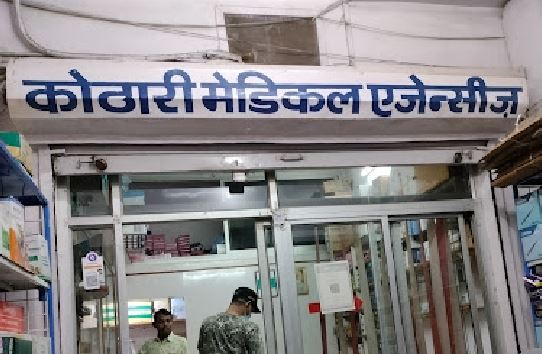 कोठारी मेडिकल एजेन्सीज़